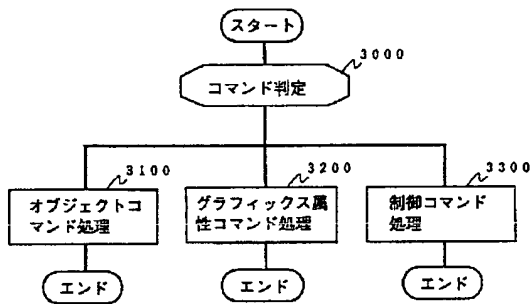 スタート
3000
コマンド判定
3100
オブジェクトコ
マンド処理
3200
グラフィックス属
性コマンド処理
3300
制御コマンド
処理
エンド
エンド
エンド